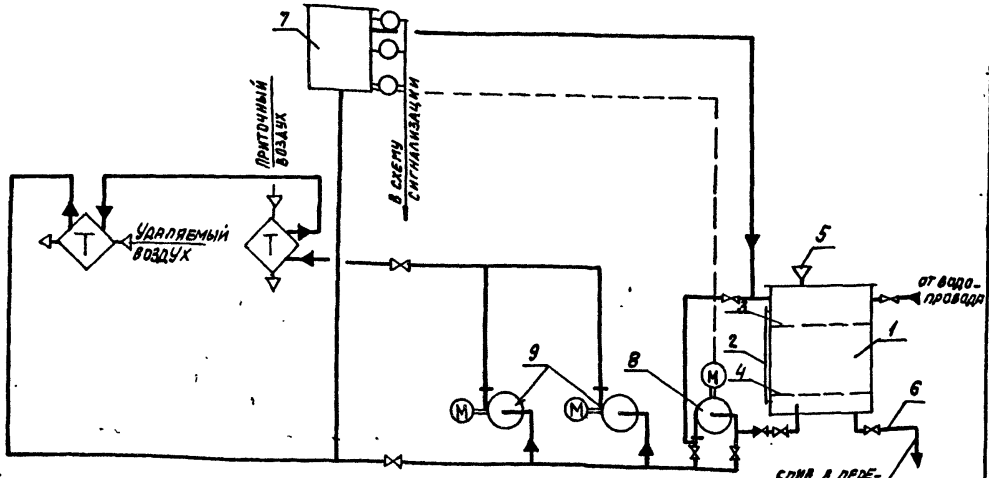 7
ПРИТОЧНЫЙ
ВОЗДУХ
В СХЕМУ
СИГНАЛИЗАЦИИ
Т
УДАЛЯЕМЫЙ
ВОЗДУХ
Т
5
ОТ ВОДО-
ПРОВОДА
3
1
2
9
8
4
М
М
М
6
СЛИВ В ПЕРЕ-